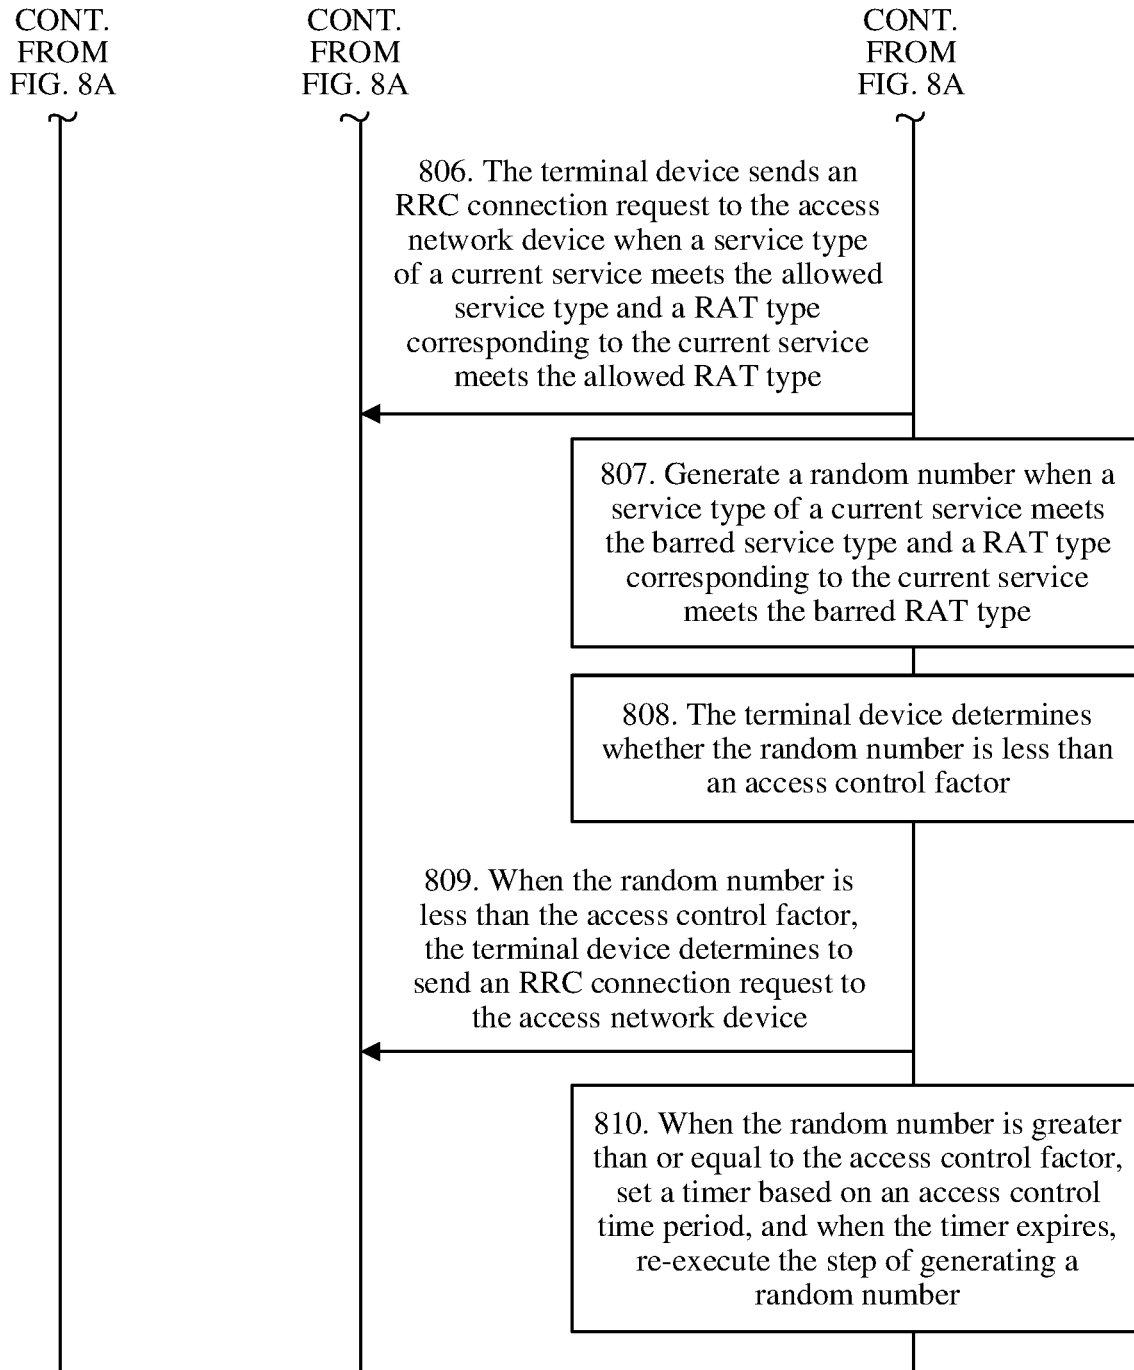 CONT.
FROM
FIG. 8A
CONT.
FROM
FIG. 8A
CONT.
FROM
FIG. 8A
806. The terminal device sends an
RRC connection request to the access
network device when a service type
of a current service meets the allowed
service type and a RAT type
corresponding to the current service
meets the allowed RAT type
807. Generate a random number when a
service type of a current service meets
the barred service type and a RAT type
corresponding to the current service
meets the barred RAT type
808. The terminal device determines
whether the random number is less than
an access control factor
809. When the random number is
less than the access control factor,
the terminal device determines to
send an RRC connection request to
the access network device
810. When the random number is greater
than or equal to the access control factor,
set a timer based on an access control
time period, and when the timer expires,
re-execute the step of generating a
random number